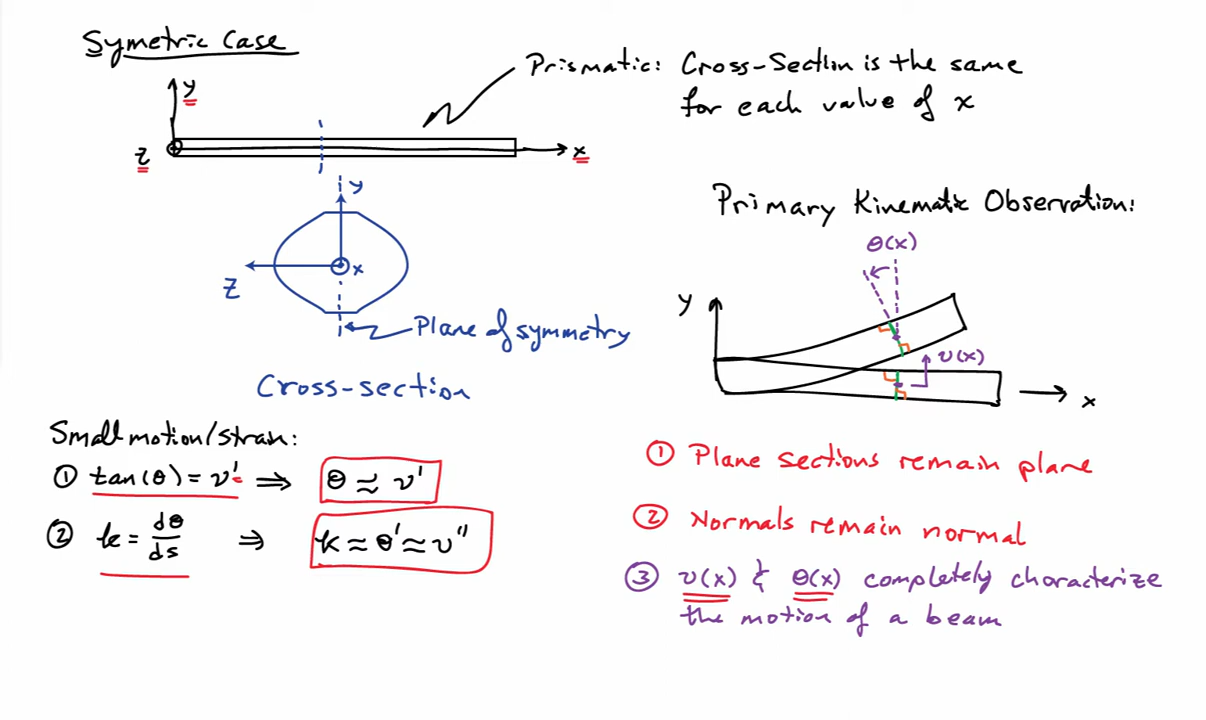 Symetric Case
Prismatic: Cross-Section is the same
for each value of x
y
z
x
y
x
z
Plane of symmetry
Cross-section
Primary Kinematic Observation:
θ(x)
y
v(x)
x
Small motion/strain:
① tan(θ) = v' ⇒ θ ≈ v'
② κ = dθ/ds ⇒ κ ≈ θ' ≈ v''
① Plane sections remain plane
② Normals remain normal
③ v(x) & θ(x) completely characterize
the motion of a beam